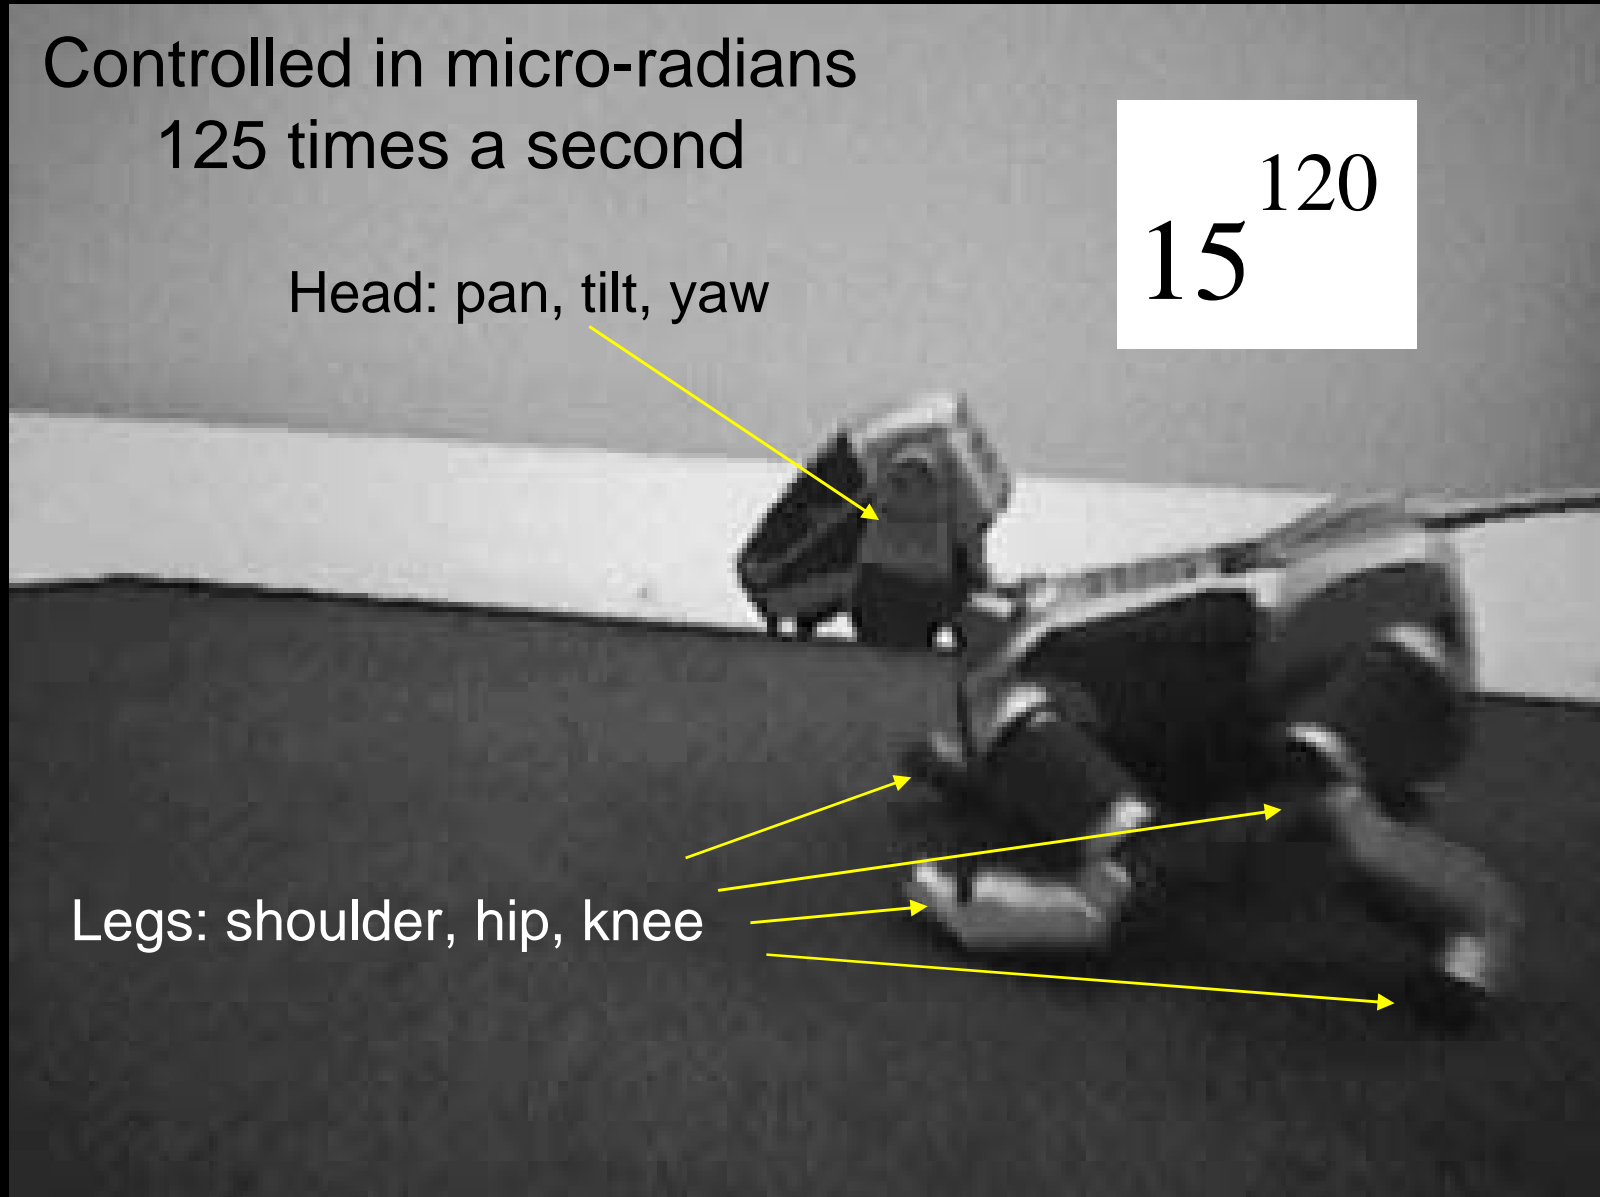 Controlled in micro-radians
125 times a second
15^120
Head: pan, tilt, yaw
Legs: shoulder, hip, knee